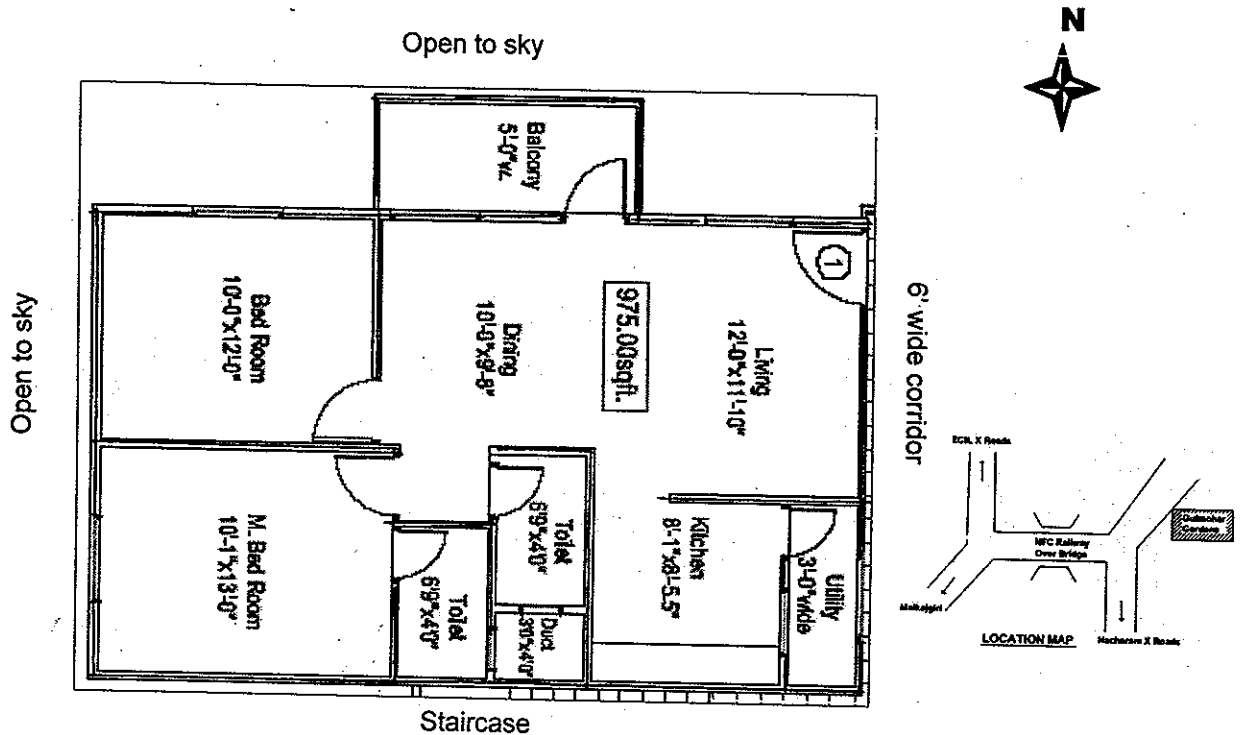 N
Open to sky
Balcony
5'-0"w.
1
6' wide corridor
Open to sky
Bed Room
10'-0"x12'-0"
Dining
10'-0"x9'-8"
975.00sqft.
Living
12'-0"x11'-10"
M. Bed Room
10'-1"x13'-0"
Toilet
6'9"x4'0"
Toilet
6'9"x4'0"
Duct
3'0"x4'0"
Kitchen
8'-1"x8'-5.5"
Utility
3'-0"wide
Staircase
ECIL X Roads
NFC Railway
Over Bridge
Gulmohar
Gardens
Malkajgiri
LOCATION MAP
Nacharam X Roads